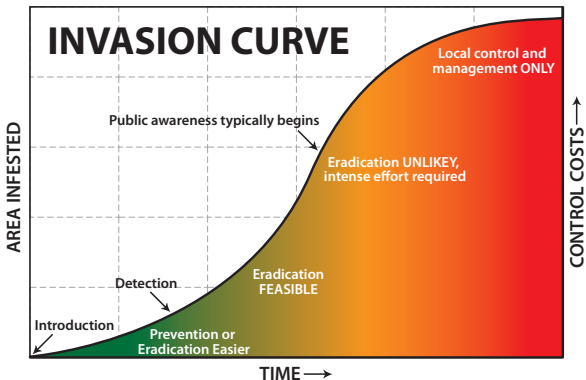 INVASION CURVE
Local control and
management ONLY
Public awareness typically begins
Eradication UNLIKEY,
intense effort required
Eradication
FEASIBLE
Detection
Introduction
Prevention or
Eradication Easier
AREA INFESTED
CONTROL COSTS
TIME